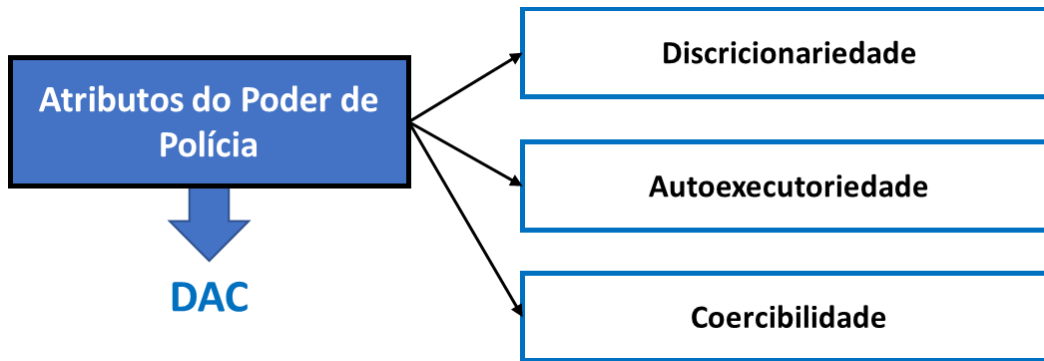 Atributos do Poder de
Polícia
DAC
Discricionariedade
Autoexecutoriedade
Coercibilidade